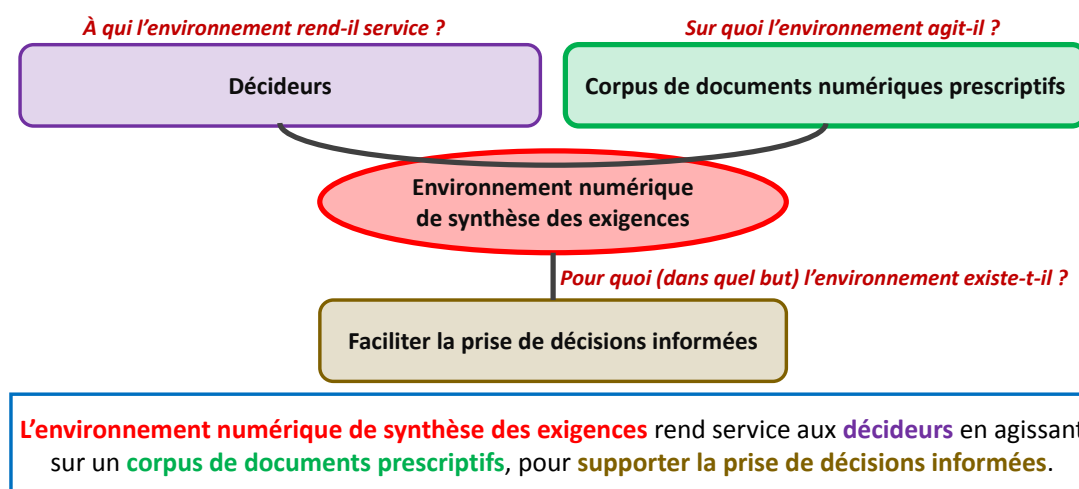 À qui l’environnement rend-il service ?
Sur quoi l’environnement agit-il ?
Décideurs
Corpus de documents numériques prescriptifs
Environnement numérique
de synthèse des exigences
Pour quoi (dans quel but) l’environnement existe-t-il ?
Faciliter la prise de décisions informées
L’environnement numérique de synthèse des exigences rend service aux décideurs en agissant
sur un corpus de documents prescriptifs, pour supporter la prise de décisions informées.